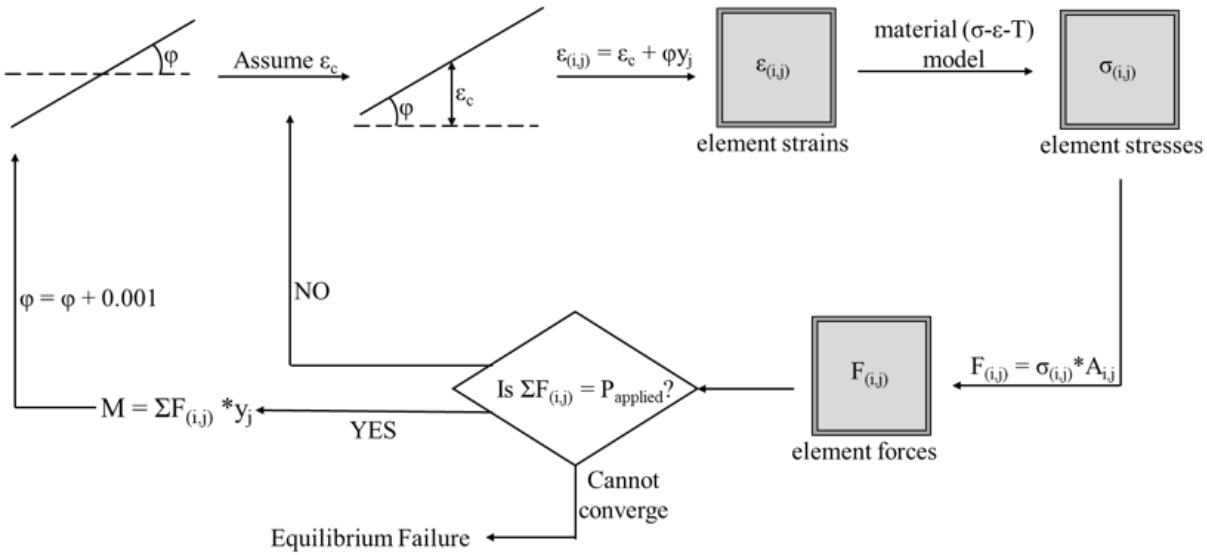 φ
Assume ε_c
φ
ε_c
ε_(i,j) = ε_c + φy_j
ε_(i,j)
element strains
material (σ-ε-T)
model
σ_(i,j)
element stresses
φ = φ + 0.001
NO
Is ΣF_(i,j) = P_applied?
F_(i,j)
element forces
F_(i,j) = σ_(i,j)*A_i,j
M = ΣF_(i,j) *y_j
YES
Cannot
converge
Equilibrium Failure